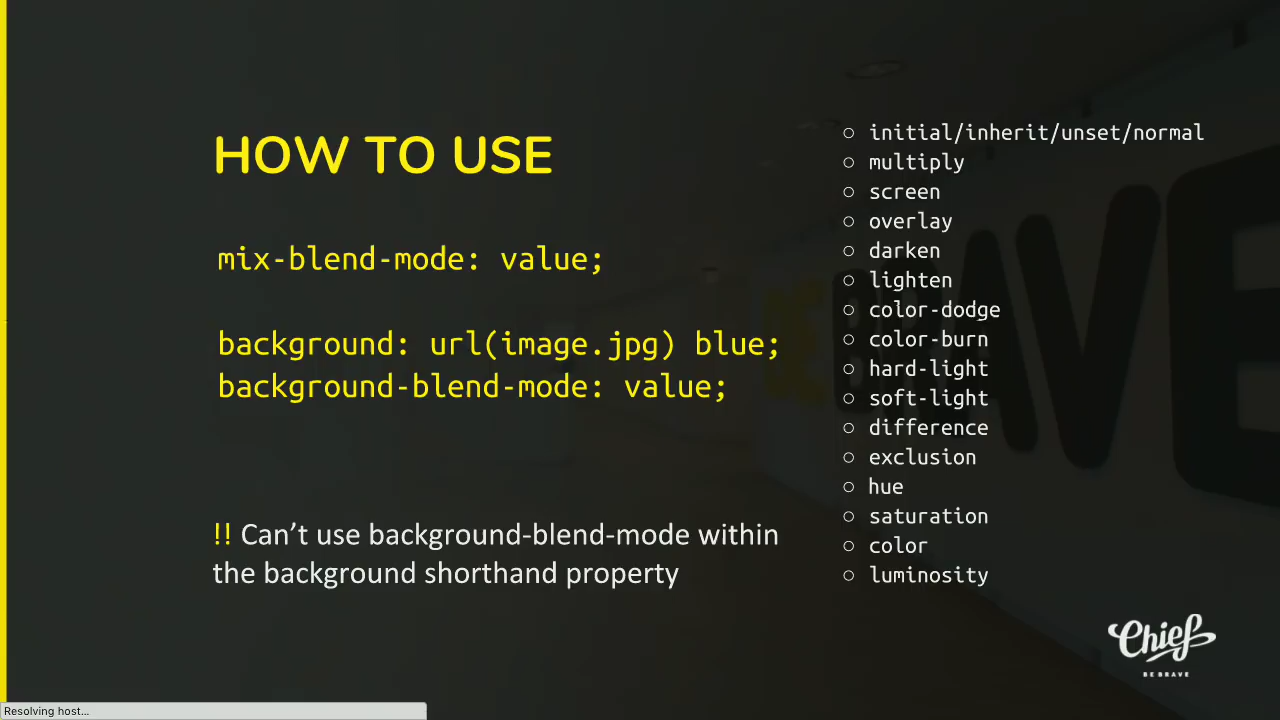 HOW TO USE
mix-blend-mode: value;
background: url(image.jpg) blue;
background-blend-mode: value;
!! Can’t use background-blend-mode within
the background shorthand property
initial/inherit/unset/normal
multiply
screen
overlay
darken
lighten
color-dodge
color-burn
hard-light
soft-light
difference
exclusion
hue
saturation
color
luminosity
BRAVE
Chief
BE BRAVE
Resolving host...